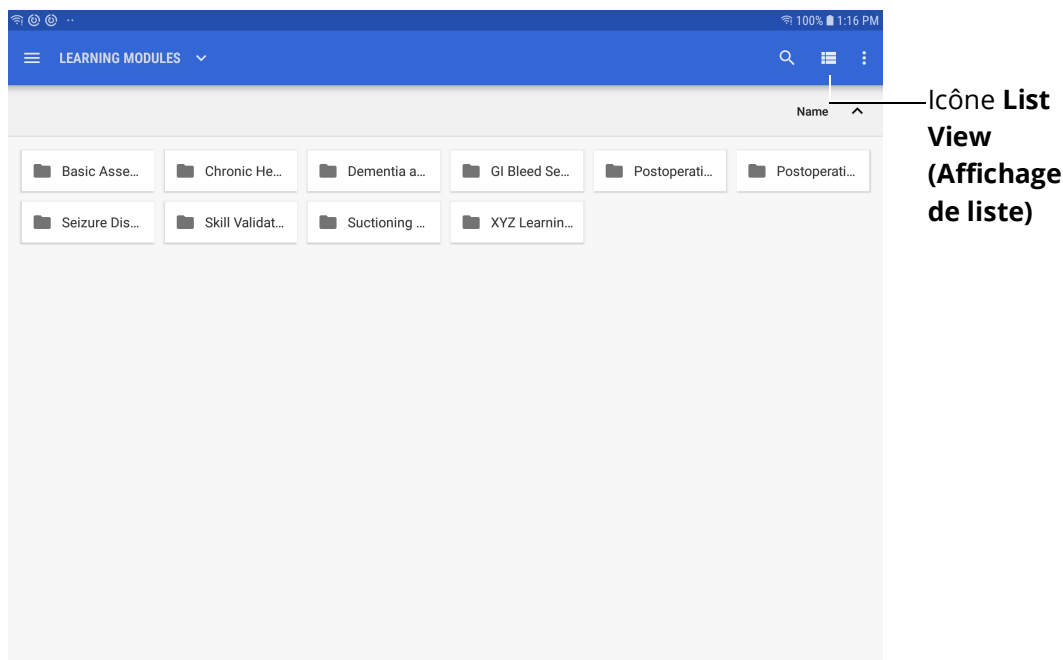 100% 1:16 PM
LEARNING MODULES
Name
Basic Asse... Chronic He... Dementia a... GI Bleed Se... Postoperati... Postoperati...
Seizure Dis... Skill Validat... Suctioning ... XYZ Learnin...
Icône List
View
(Affichage
de liste)